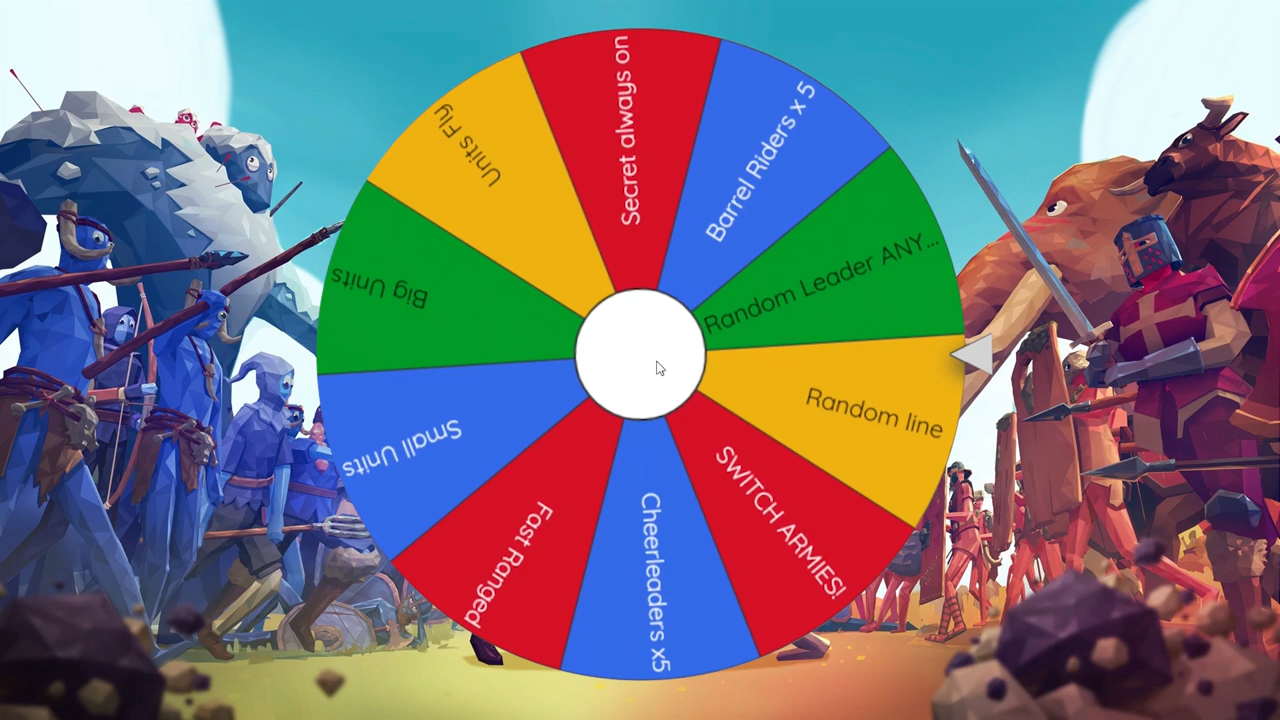 Secret always on
Barrel Riders x 5
Random Leader ANY...
Random line
SWITCH ARMIES!
Cheerleaders x5
Fast Ranged
Small Units
Big Units
Units Fly